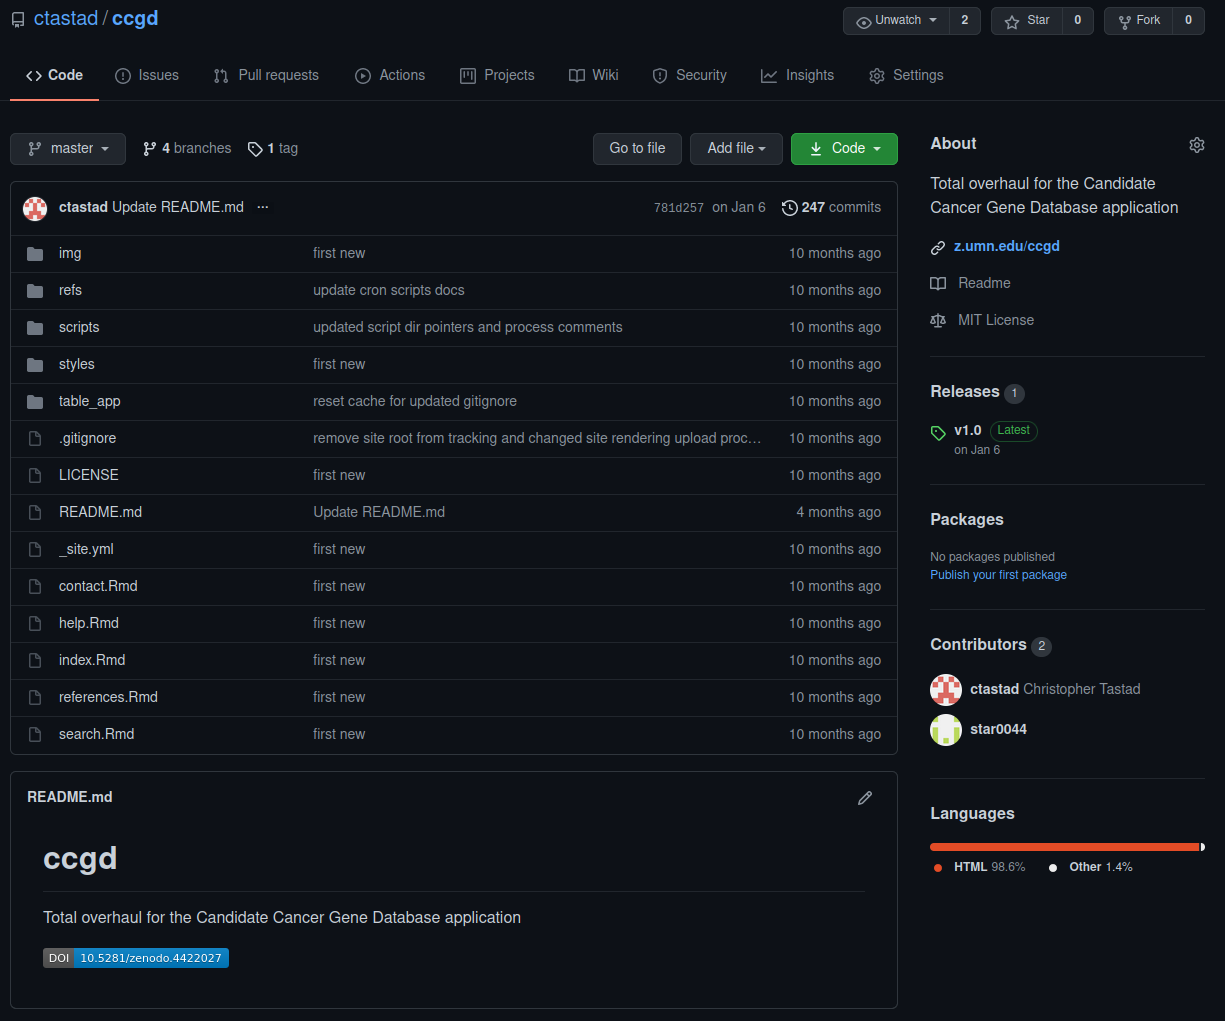 ctastad / ccgd
Unwatch 2 Star 0 Fork 0
Code Issues Pull requests Actions Projects Wiki Security Insights Settings
master 4 branches 1 tag Go to file Add file Code
ctastad Update README.md ... 781d257 on Jan 6 247 commits
img first new 10 months ago
refs update cron scripts docs 10 months ago
scripts updated script dir pointers and process comments 10 months ago
styles first new 10 months ago
table_app reset cache for updated gitignore 10 months ago
.gitignore remove site root from tracking and changed site rendering upload proc… 10 months ago
LICENSE first new 10 months ago
README.md Update README.md 4 months ago
_site.yml first new 10 months ago
contact.Rmd first new 10 months ago
help.Rmd first new 10 months ago
index.Rmd first new 10 months ago
references.Rmd first new 10 months ago
search.Rmd first new 10 months ago
README.md
ccgd
Total overhaul for the Candidate Cancer Gene Database application
DOI 10.5281/zenodo.4422027
About
Total overhaul for the Candidate
Cancer Gene Database application
z.umn.edu/ccgd
Readme
MIT License
Releases 1
v1.0 Latest
on Jan 6
Packages
No packages published
Publish your first package
Contributors 2
ctastad Christopher Tastad
star0044
Languages
HTML 98.6% Other 1.4%